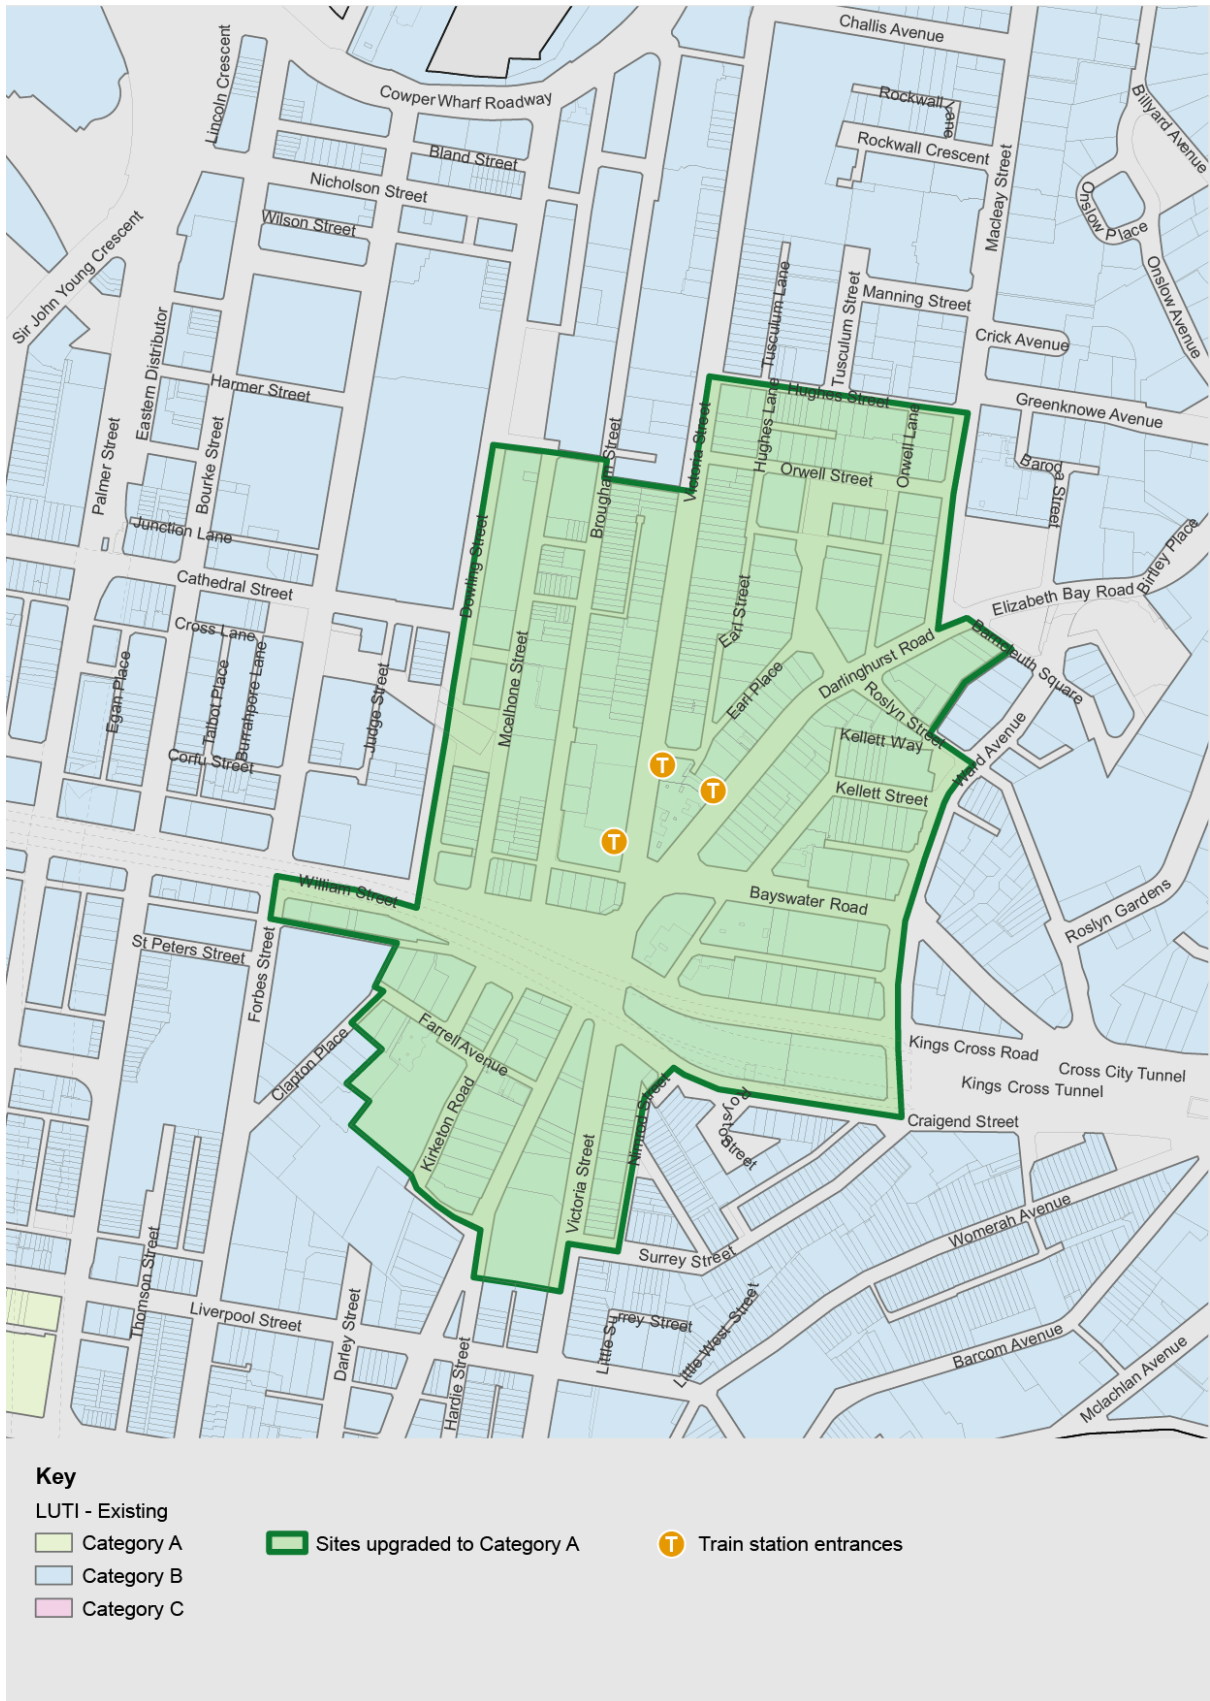 Challis Avenue
Lincoln Crescent
Cowper Wharf Roadway
Rockwall Lane
Billyard Avenue
Bland Street
Rockwall Crescent
Nicholson Street
Macleay Street
Onslow Place
Wilson Street
Sir John Young Crescent
Onslow Avenue
Tusculum Lane
Tusculum Street
Manning Street
Crick Avenue
Eastern Distributor
Harmer Street
Hughes Street
Greenknowe Avenue
Palmer Street
Bourke Street
Brougham Street
Victoria Street
Hughes Lane
Orwell Lane
Orwell Street
Baroda Street
Junction Lane
Dowling Street
Birtley Place
Cathedral Street
Elizabeth Bay Road
Cross Lane
Earl Street
Darlinghurst Road
Barncleuth Square
Egan Place
Talbot Place
Burrahpore Lane
Judge Street
Mcelhone Street
Earl Place
Roslyn Street
Corfu Street
Kellett Way
Ward Avenue
T
T
Kellett Street
T
William Street
Bayswater Road
Roslyn Gardens
St Peters Street
Forbes Street
Farrell Avenue
Kings Cross Road
Cross City Tunnel
Clapton Place
Kings Cross Tunnel
Kirketon Road
Nimrod Street
Royston Street
Craigend Street
Victoria Street
Womerah Avenue
Thomson Street
Surrey Street
Liverpool Street
Darley Street
Little Surrey Street
Little West Street
Hardie Street
Barcom Avenue
Mclachlan Avenue
Key
LUTI - Existing
Category A
Sites upgraded to Category A
T Train station entrances
Category B
Category C